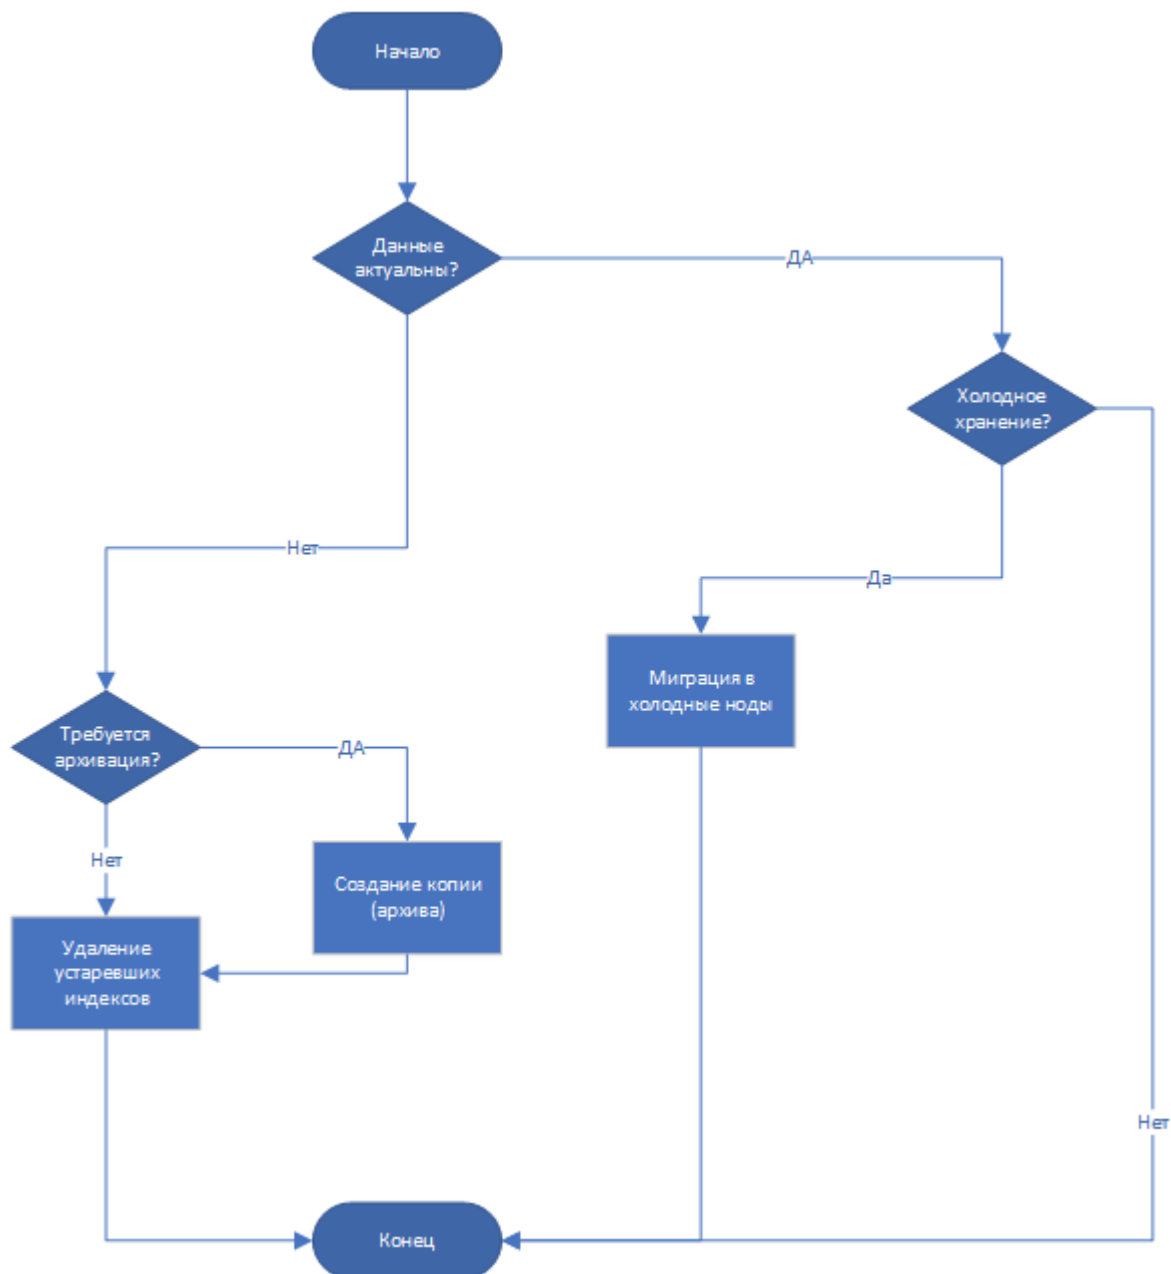 Начало
Данные
актуальны?
ДА
Холодное
хранение?
Нет
Да
Миграция в
холодные ноды
Требуется
архивация?
ДА
Нет
Создание копии
(архива)
Удаление
устаревших
индексов
Нет
Конец